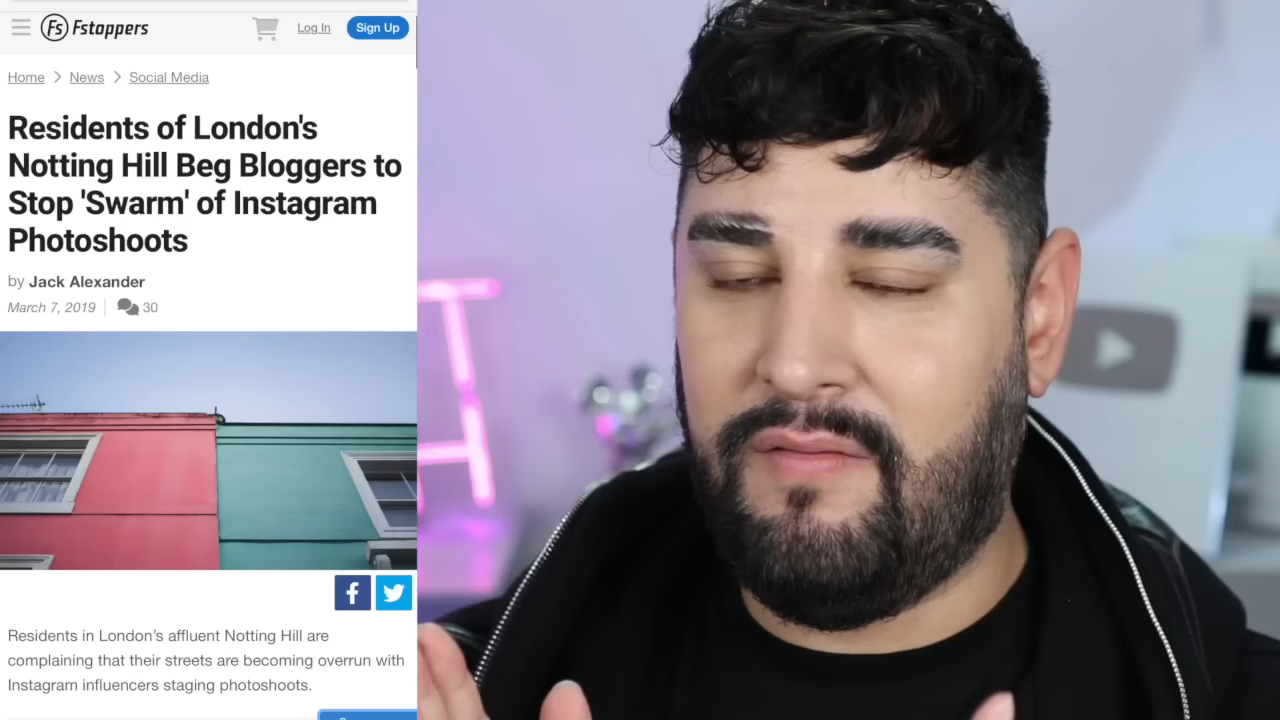 Fs Fstoppers
Log In
Sign Up
Home > News > Social Media
Residents of London's
Notting Hill Beg Bloggers to
Stop 'Swarm' of Instagram
Photoshoots
by Jack Alexander
March 7, 2019 | 30
Residents in London's affluent Notting Hill are
complaining that their streets are becoming overrun with
Instagram influencers staging photoshoots.